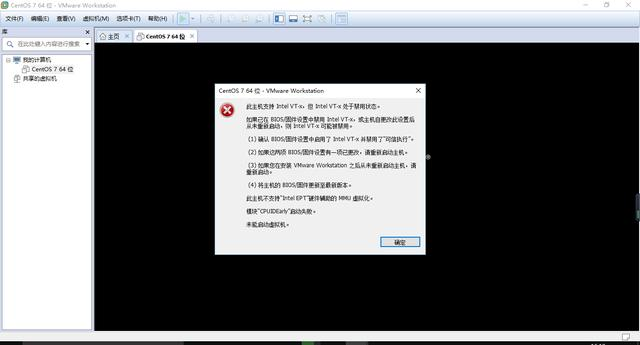 CentOS 7 64 位 - VMware Workstation
文件(F) 编辑(E) 查看(V) 虚拟机(M) 选项卡(T) 帮助(H)
库
在此处键入内容进行搜索
我的计算机
CentOS 7 64 位
共享的虚拟机
主页
CentOS 7 64 位
CentOS 7 64 位 - VMware Workstation
此主机支持 Intel VT-x，但 Intel VT-x 处于禁用状态。
如果已在 BIOS/固件设置中禁用 Intel VT-x，或主机自更改此设置后
从未重新启动，则 Intel VT-x 可能被禁用。
(1) 确认 BIOS/固件设置中启用了 Intel VT-x 并禁用了“可信执行”。
(2) 如果这两项 BIOS/固件设置有一项已更改，请重新启动主机。
(3) 如果您在安装 VMware Workstation 之后从未重新启动主机，请
重新启动。
(4) 将主机的 BIOS/固件更新至最新版本。
此主机不支持“Intel EPT”硬件辅助的 MMU 虚拟化。
模块“CPUIDEarly”启动失败。
未能启动虚拟机。
确定